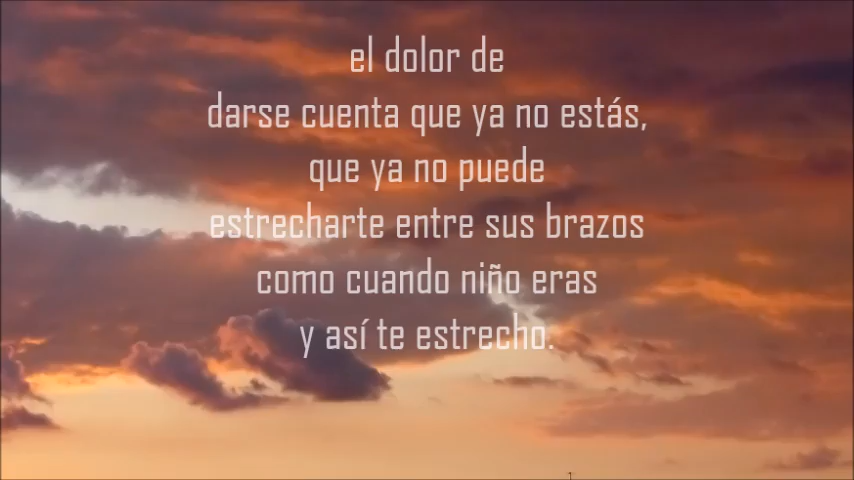 el dolor de
darse cuenta que ya no estás,
que ya no puede
estrecharte entre sus brazos
como cuando niño eras
y así te estrecho.